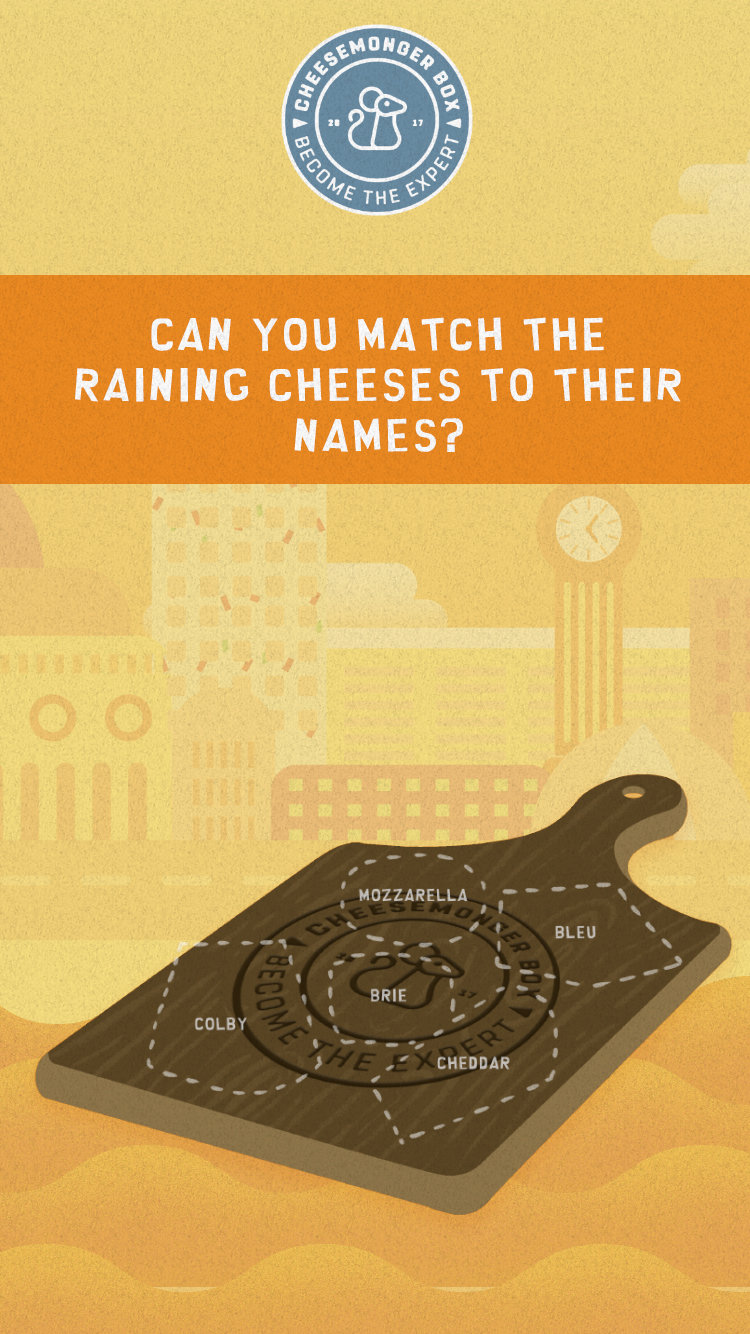 CHEESEMONGER BOX
20 17
BECOME THE EXPERT
CAN YOU MATCH THE
RAINING CHEESES TO THEIR
NAMES?
MOZZARELLA
CHEESEMONGER BOX
BLEU
BRIE
17
COLBY
BECOME THE EXPERT
CHEDDAR